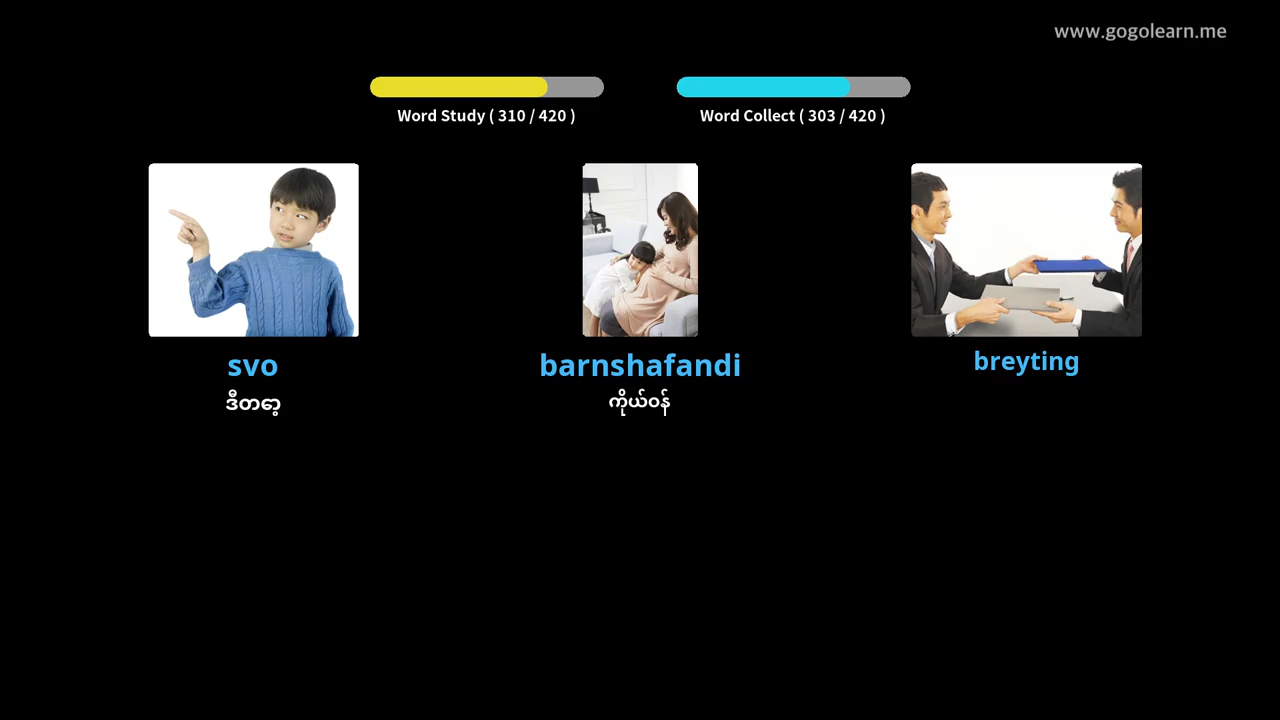 www.gogolearn.me
Word Study ( 310 / 420 )
Word Collect ( 303 / 420 )
svo
ဒီတော့
barnshafandi
ကိုယ်ဝန်
breyting